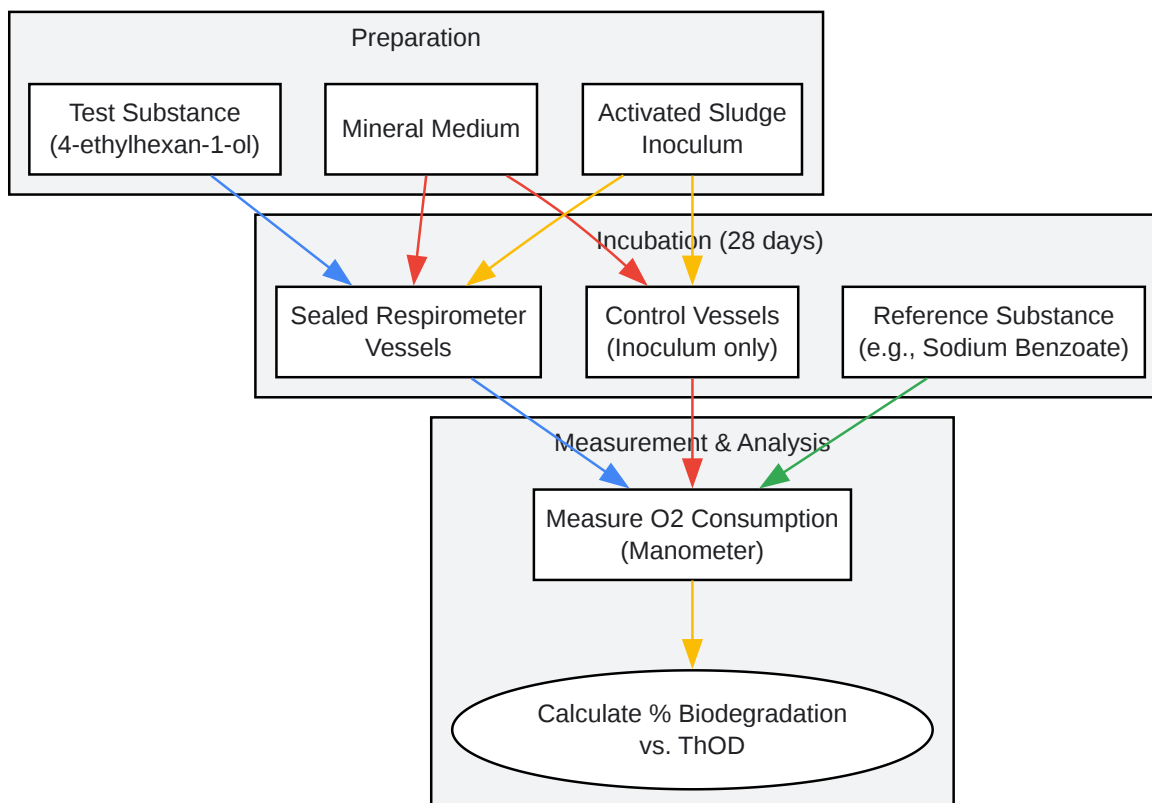 Preparation
Test Substance
(4-ethylhexan-1-ol)
Mineral Medium
Activated Sludge
Inoculum
Incubation (28 days)
Sealed Respirometer
Vessels
Control Vessels
(Inoculum only)
Reference Substance
(e.g., Sodium Benzoate)
Measurement & Analysis
Measure O2 Consumption
(Manometer)
Calculate % Biodegradation
vs. ThOD